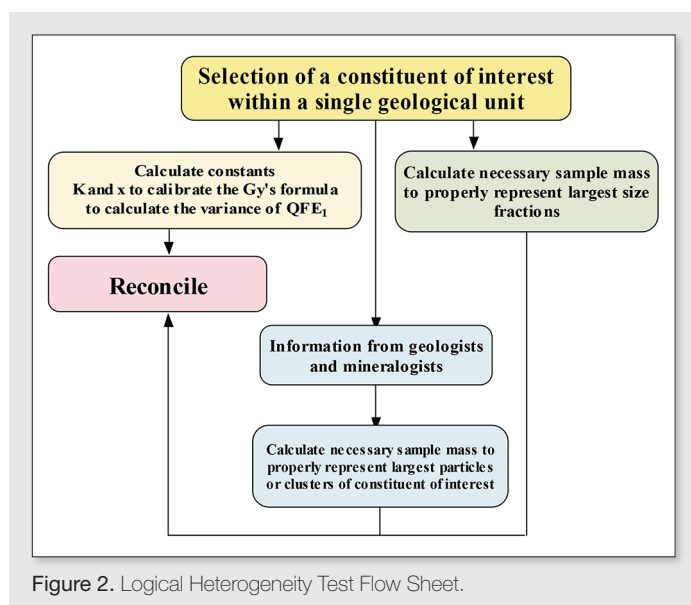 Selection of a constituent of interest
within a single geological unit
Calculate constants
K and x to calibrate the Gy's formula
to calculate the variance of QFE₁
Calculate necessary sample mass
to properly represent largest size
fractions
Reconcile
Information from geologists
and mineralogists
Calculate necessary sample mass to
properly represent largest particles
or clusters of constituent of interest
Figure 2. Logical Heterogeneity Test Flow Sheet.